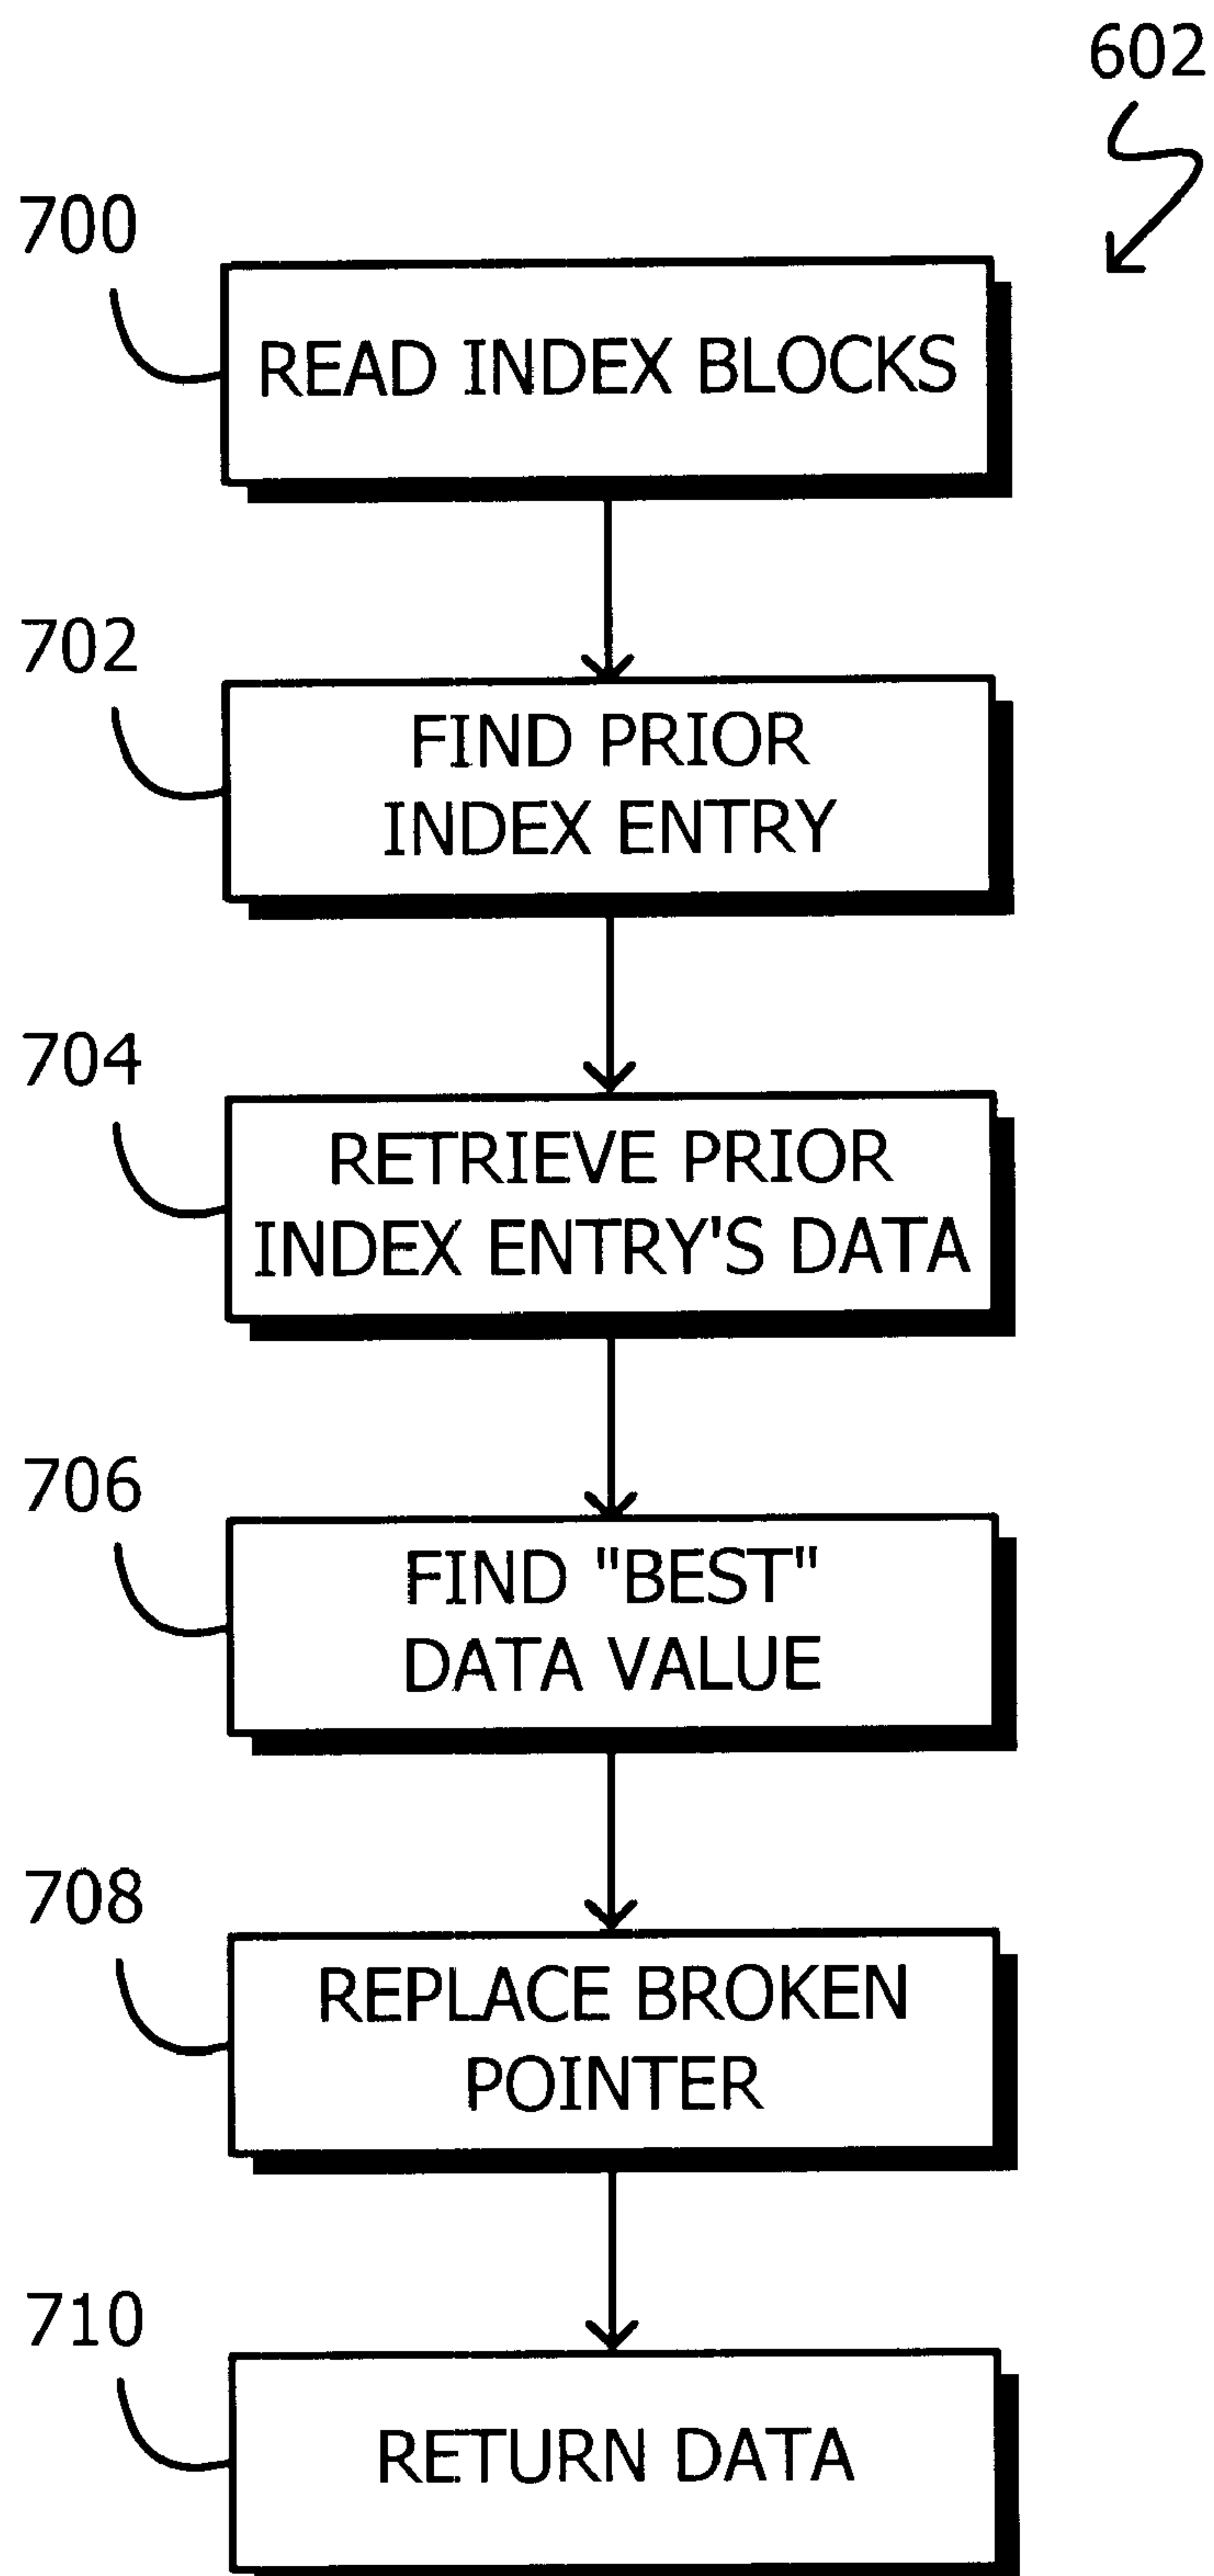 602
700
READ INDEX BLOCKS
702
FIND PRIOR
INDEX ENTRY
704
RETRIEVE PRIOR
INDEX ENTRY'S DATA
706
FIND "BEST"
DATA VALUE
708
REPLACE BROKEN
POINTER
710
RETURN DATA